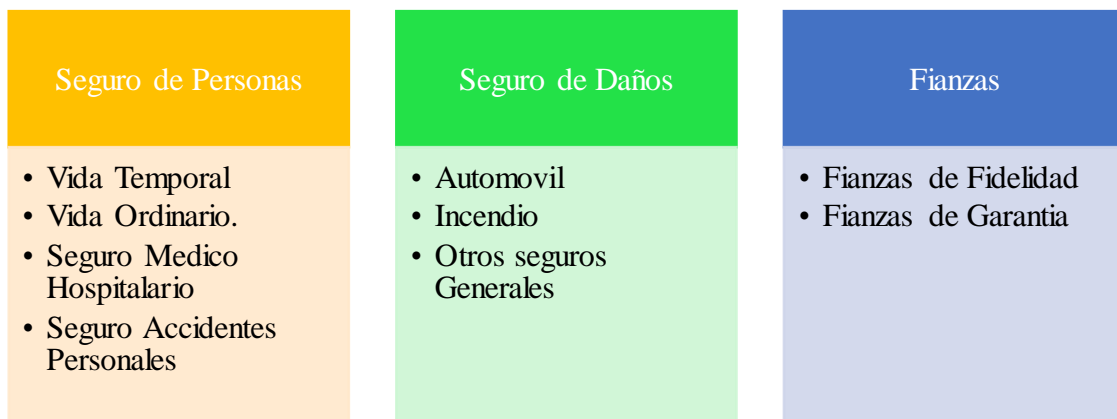 Seguro de Personas
• Vida Temporal
• Vida Ordinario.
• Seguro Medico
Hospitalario
• Seguro Accidentes
Personales
Seguro de Daños
• Automovil
• Incendio
• Otros seguros
Generales
Fianzas
• Fianzas de Fidelidad
• Fianzas de Garantia